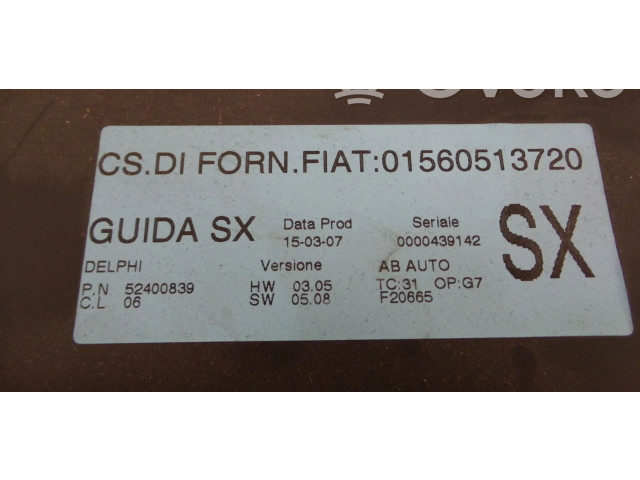 CS.DI FORN.FIAT:01560513720
GUIDA SX
Data Prod
15-03-07
Seriale
0000439142
SX
DELPHI
P.N 52400839
C.L 06
Versione
HW 03.05
SW 05.08
AB AUTO
TC:31 OP:G7
F20665